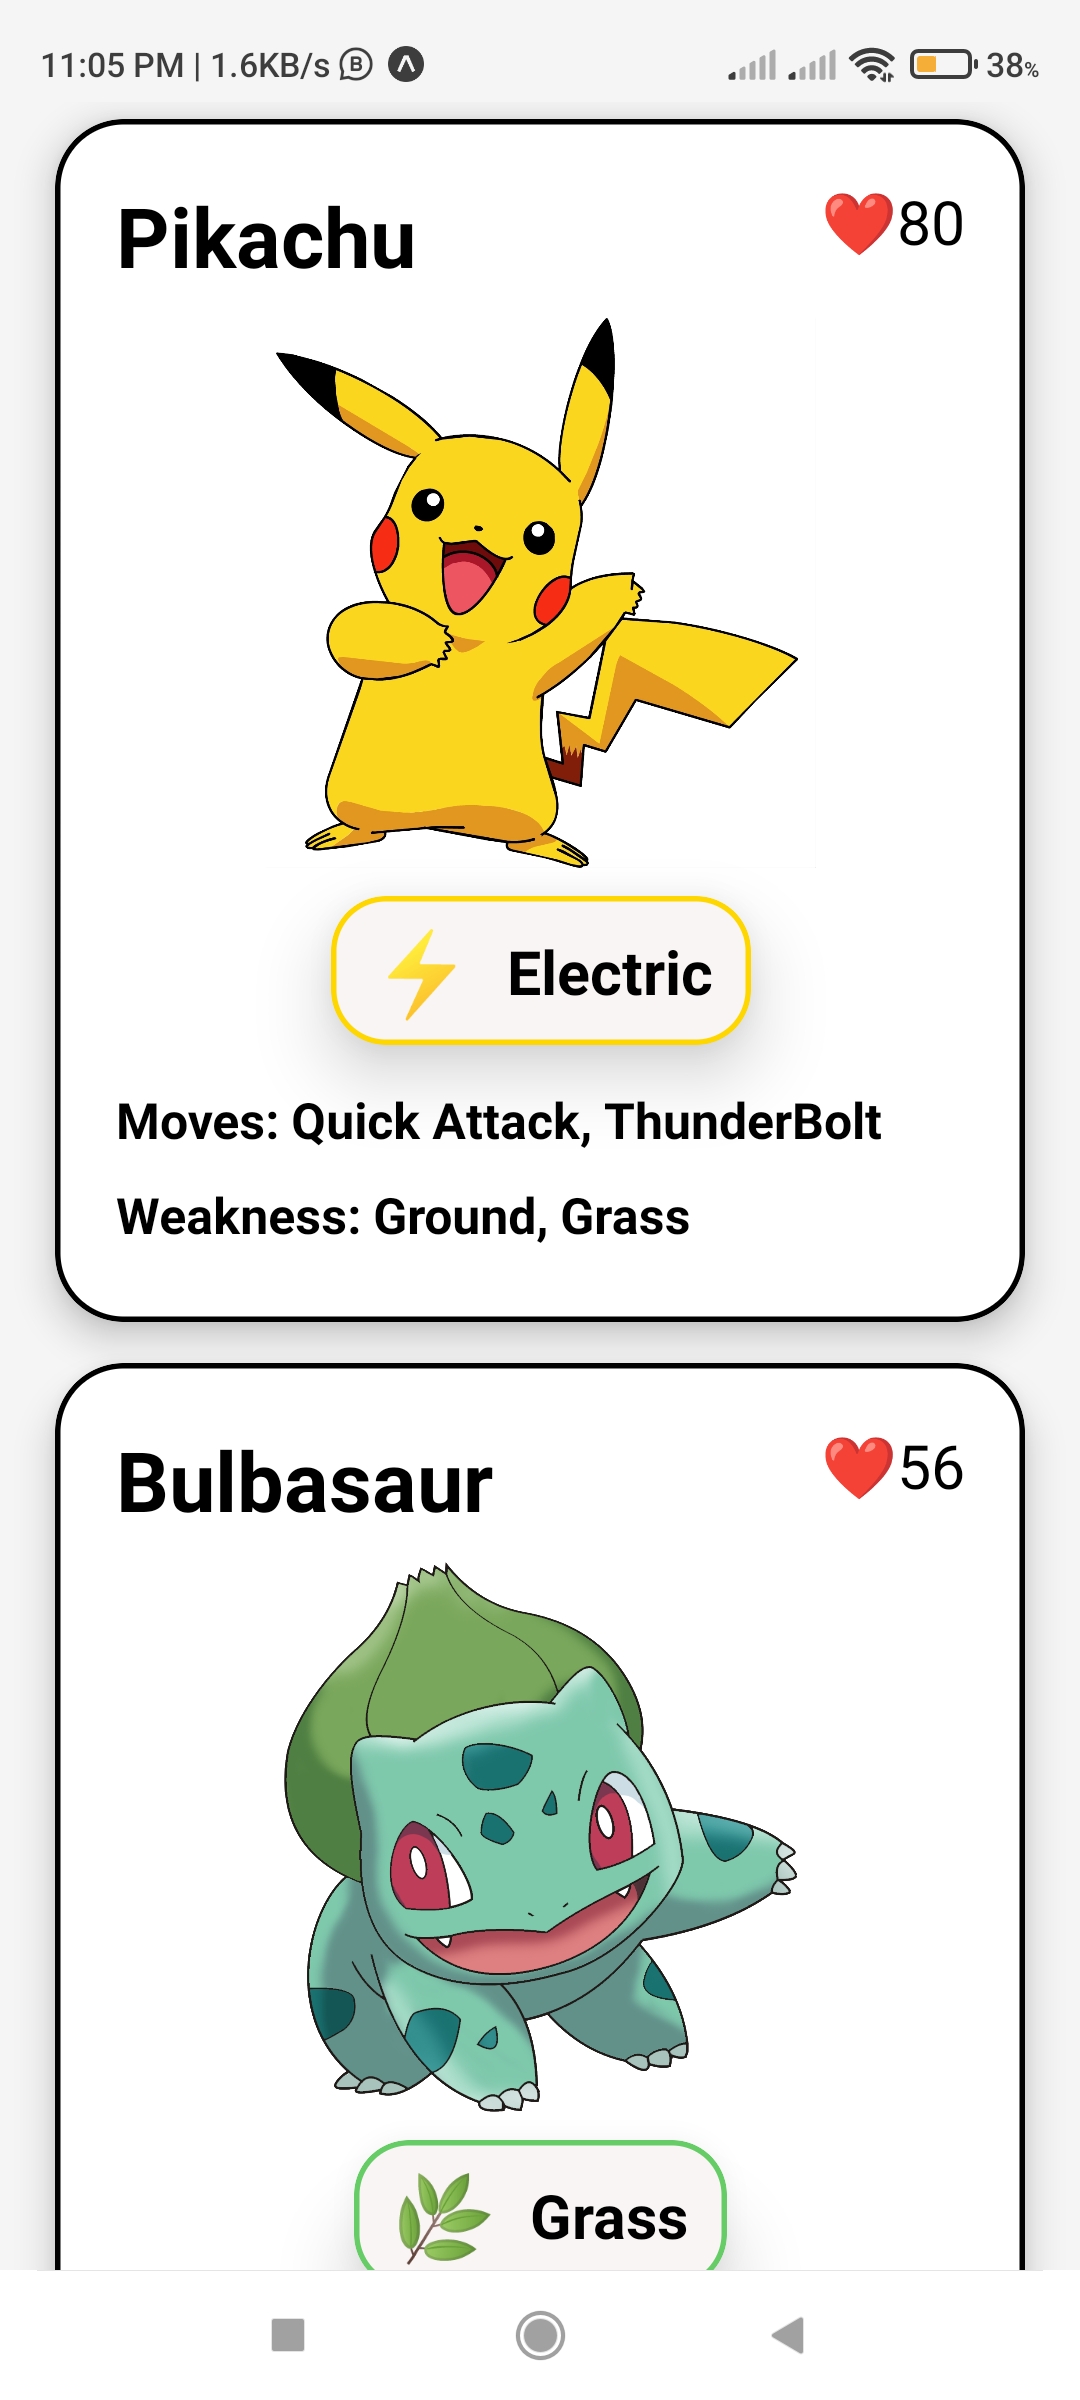 11:05 PM | 1.6KB/s B 38%
Pikachu
❤️80
⚡ Electric
Moves: Quick Attack, ThunderBolt
Weakness: Ground, Grass
Bulbasaur
❤️56
🌿 Grass